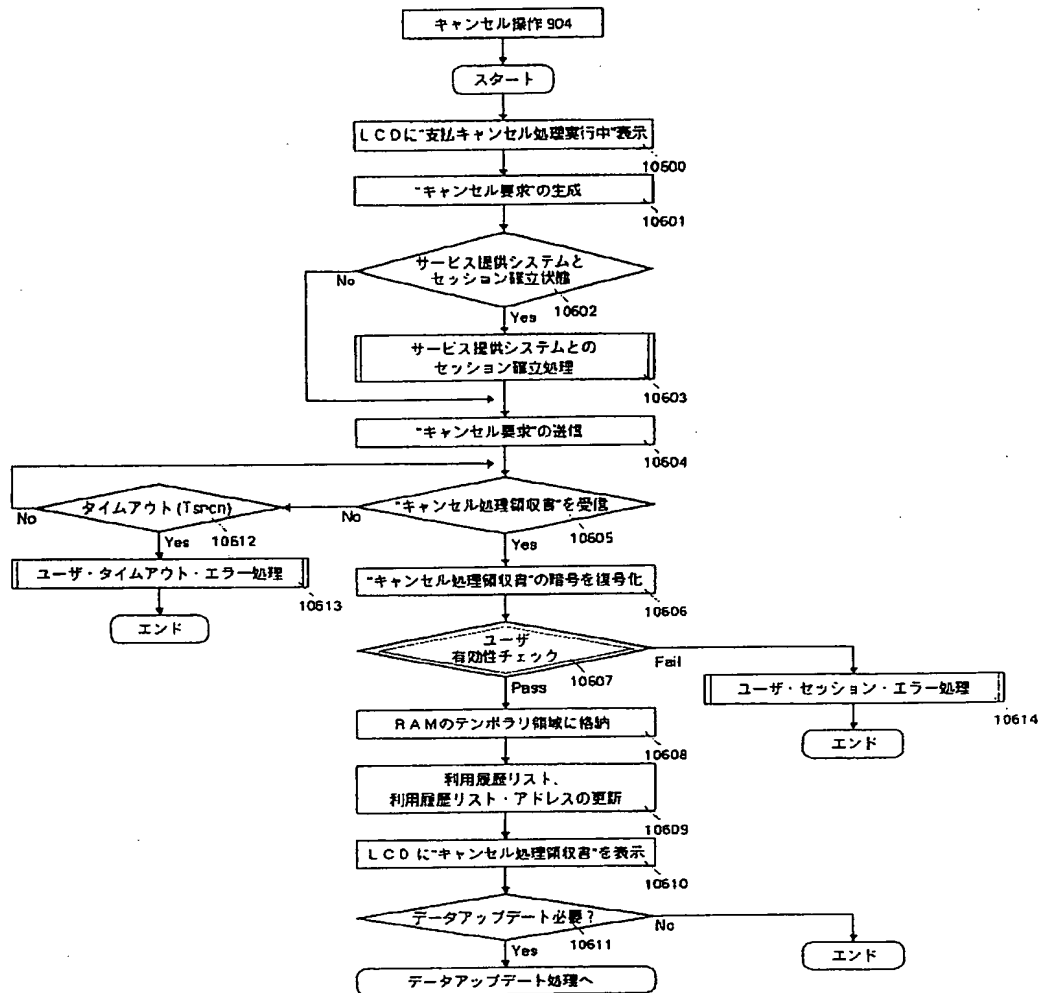 キャンセル操作 904
スタート
LCDに"支払キャンセル処理実行中"表示
10600
"キャンセル要求"の生成
10601
サービス提供システムと
セッション確立状態
No
10602
Yes
サービス提供システムとの
セッション確立処理
10603
"キャンセル要求"の送信
10604
タイムアウト(Tsrcn)
"キャンセル処理領収書"を受信
No
No
10612
10605
Yes
Yes
ユーザ・タイムアウト・エラー処理
"キャンセル処理領収書"の暗号を復号化
10613
10606
エンド
ユーザ
有効性チェック
Fail
10607
Pass
ユーザ・セッション・エラー処理
10614
RAMのテンポラリ領域に格納
10608
エンド
利用履歴リスト、
利用履歴リスト・アドレスの更新
10609
LCDに"キャンセル処理領収書"を表示
10610
データアップデート必要?
No
10611
Yes
エンド
データアップデート処理へ